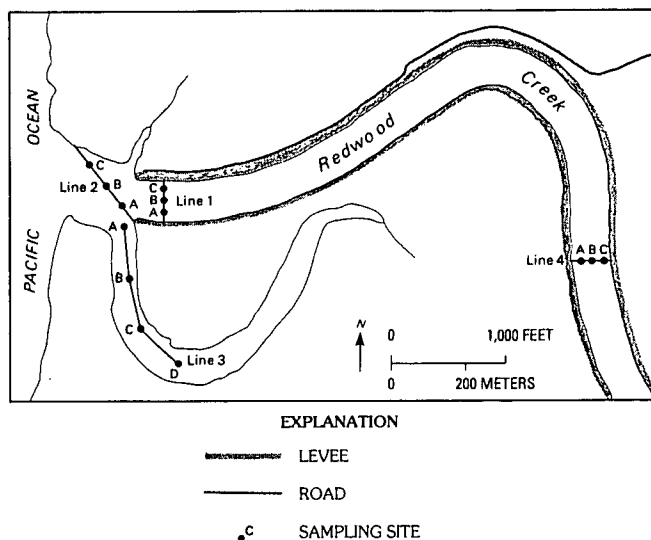 OCEAN
PACIFIC
Redwood
Creek
C
B
A
Line 2
C
B
A
Line 1
A
B
C
D
Line 3
Line 4
A B C
N
0 1,000 FEET
0 200 METERS
EXPLANATION
LEVEE
ROAD
C SAMPLING SITE